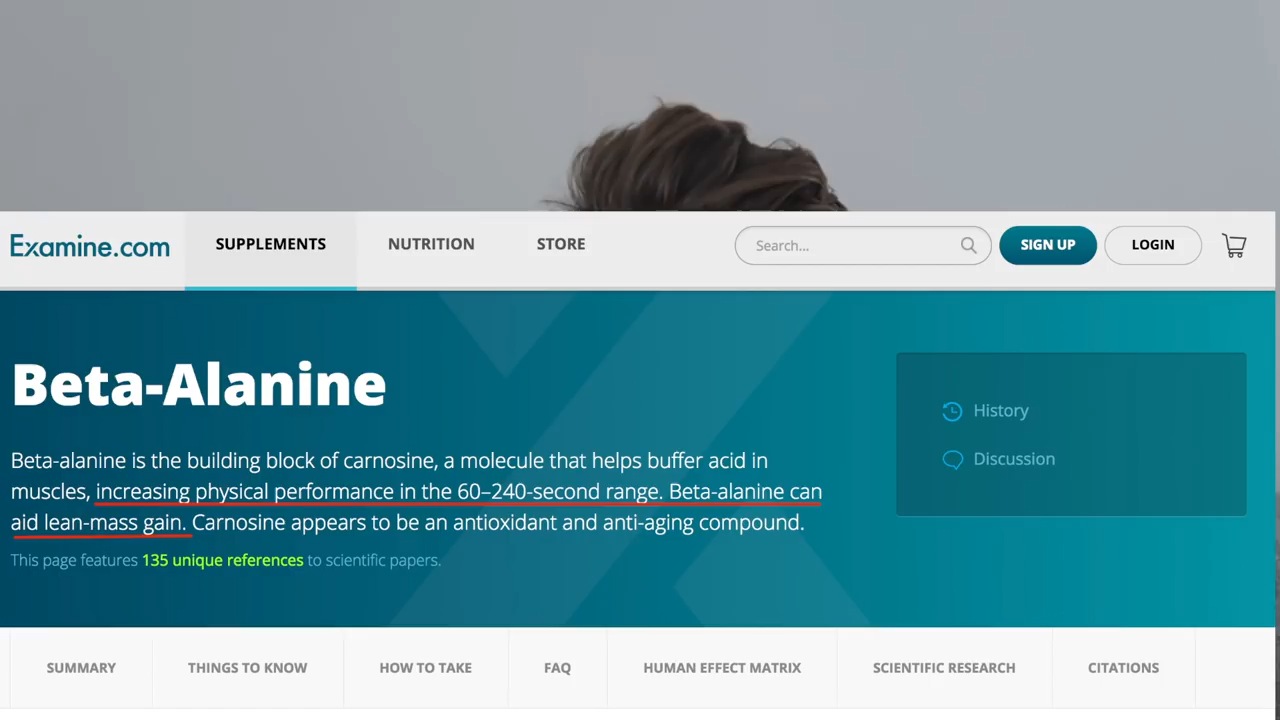 Examine.com SUPPLEMENTS NUTRITION STORE Search... SIGN UP LOGIN
Beta-Alanine
Beta-alanine is the building block of carnosine, a molecule that helps buffer acid in
muscles, increasing physical performance in the 60–240-second range. Beta-alanine can
aid lean-mass gain. Carnosine appears to be an antioxidant and anti-aging compound.
This page features 135 unique references to scientific papers.
History
Discussion
SUMMARY THINGS TO KNOW HOW TO TAKE FAQ HUMAN EFFECT MATRIX SCIENTIFIC RESEARCH CITATIONS